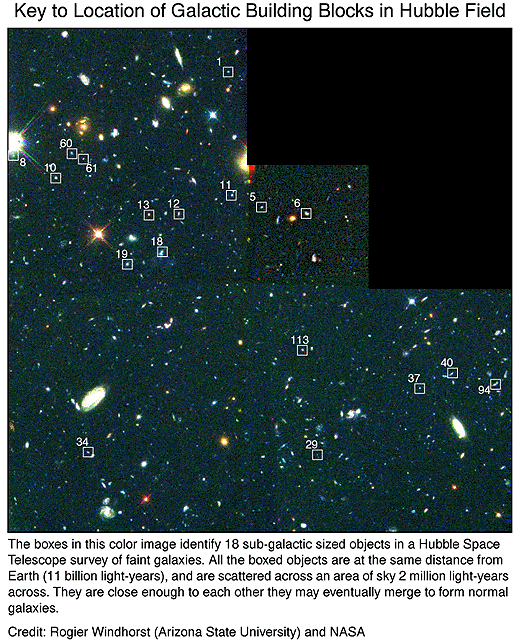 Key to Location of Galactic Building Blocks in Hubble Field
1
60
8
61
10
11
5
6
13
12
18
19
113
40
37
94
34
29
The boxes in this color image identify 18 sub-galactic sized objects in a Hubble Space
Telescope survey of faint galaxies. All the boxed objects are at the same distance from
Earth (11 billion light-years), and are scattered across an area of sky 2 million light-years
across. They are close enough to each other they may eventually merge to form normal
galaxies.
Credit: Rogier Windhorst (Arizona State University) and NASA